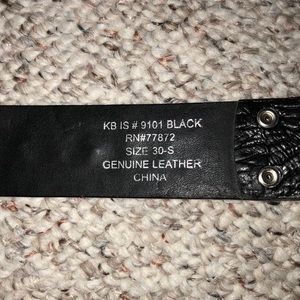 KB IS # 9101 BLACK
RN#77872
SIZE 30-S
GENUINE LEATHER
CHINA